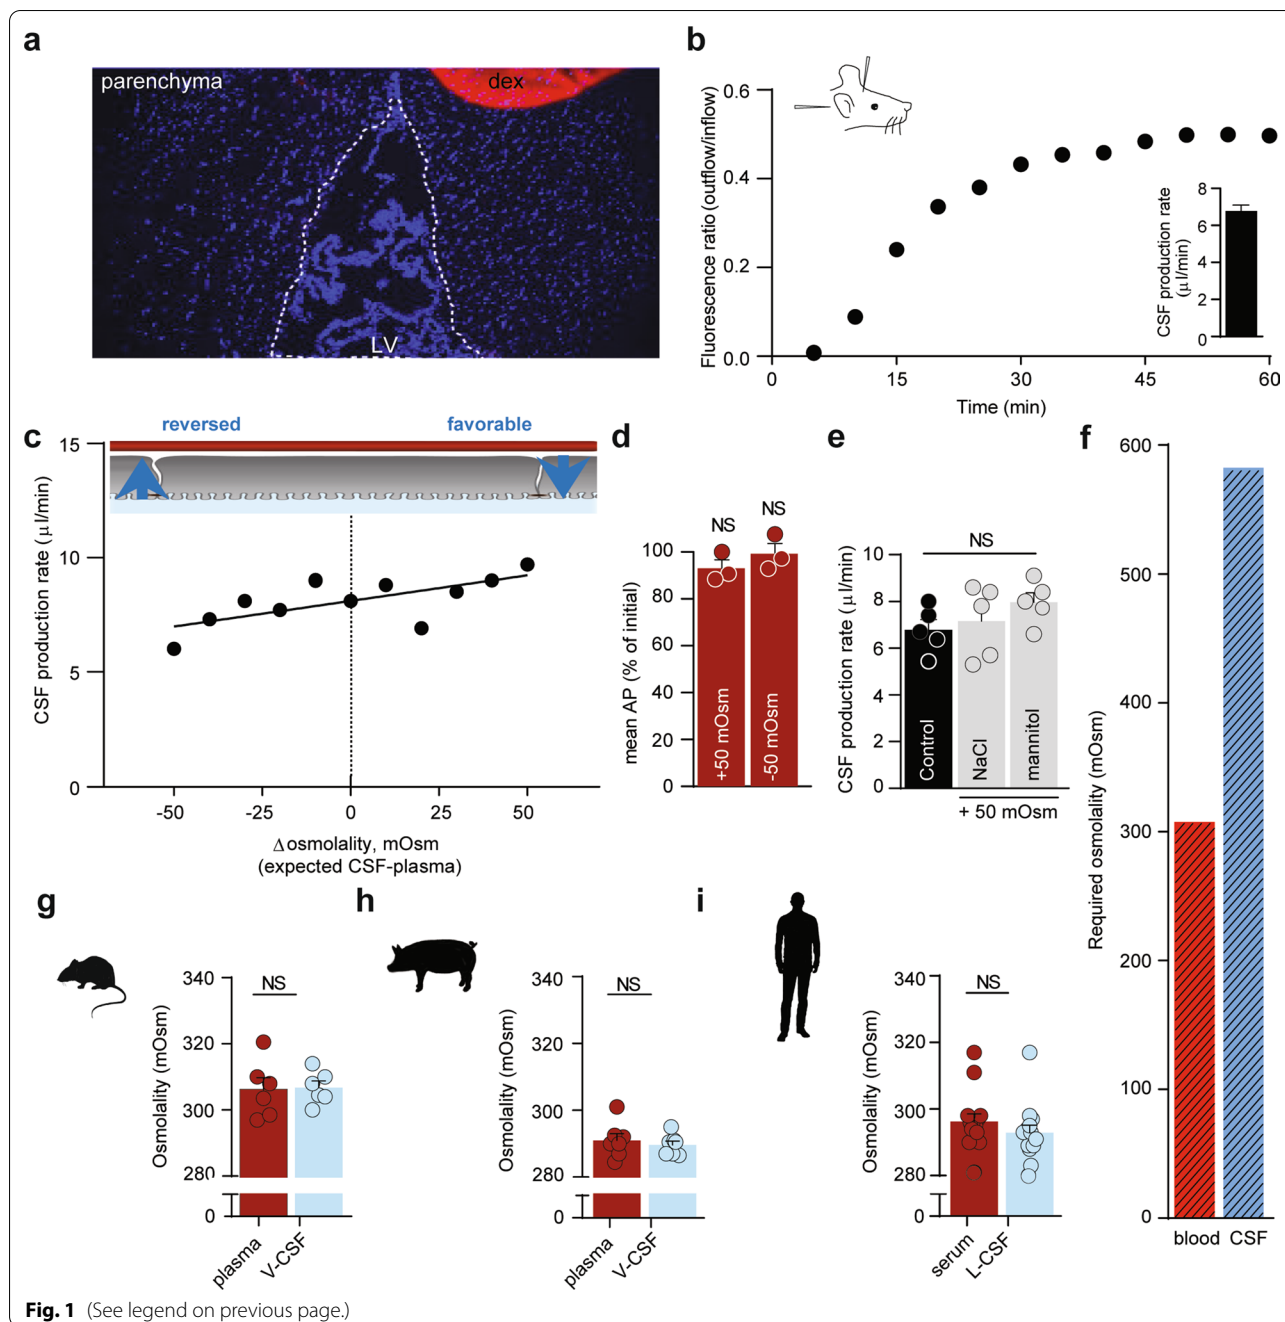 a
parenchyma
dex
LV
b
Fluorescence ratio (outflow/inflow)
0.6
0.4
0.2
0.0
0
15
30
45
60
Time (min)
CSF production rate
(µl/min)
8
6
4
2
0
c
reversed
favorable
CSF production rate (µl/min)
15
10
5
0
-50
-25
0
25
50
Δosmolality, mOsm
(expected CSF-plasma)
d
NS
NS
mean AP (% of initial)
100
80
60
40
20
0
+50 mOsm
-50 mOsm
e
NS
CSF production rate (µl/min)
10
8
6
4
2
0
Control
NaCl
mannitol
+ 50 mOsm
f
Required osmolality (mOsm)
600
500
400
300
200
100
0
blood
CSF
g
NS
Osmolality (mOsm)
340
320
300
280
0
plasma
V-CSF
h
NS
Osmolality (mOsm)
340
320
300
280
0
plasma
V-CSF
i
NS
Osmolality (mOsm)
340
320
300
280
0
serum
L-CSF
Fig. 1 (See legend on previous page.)